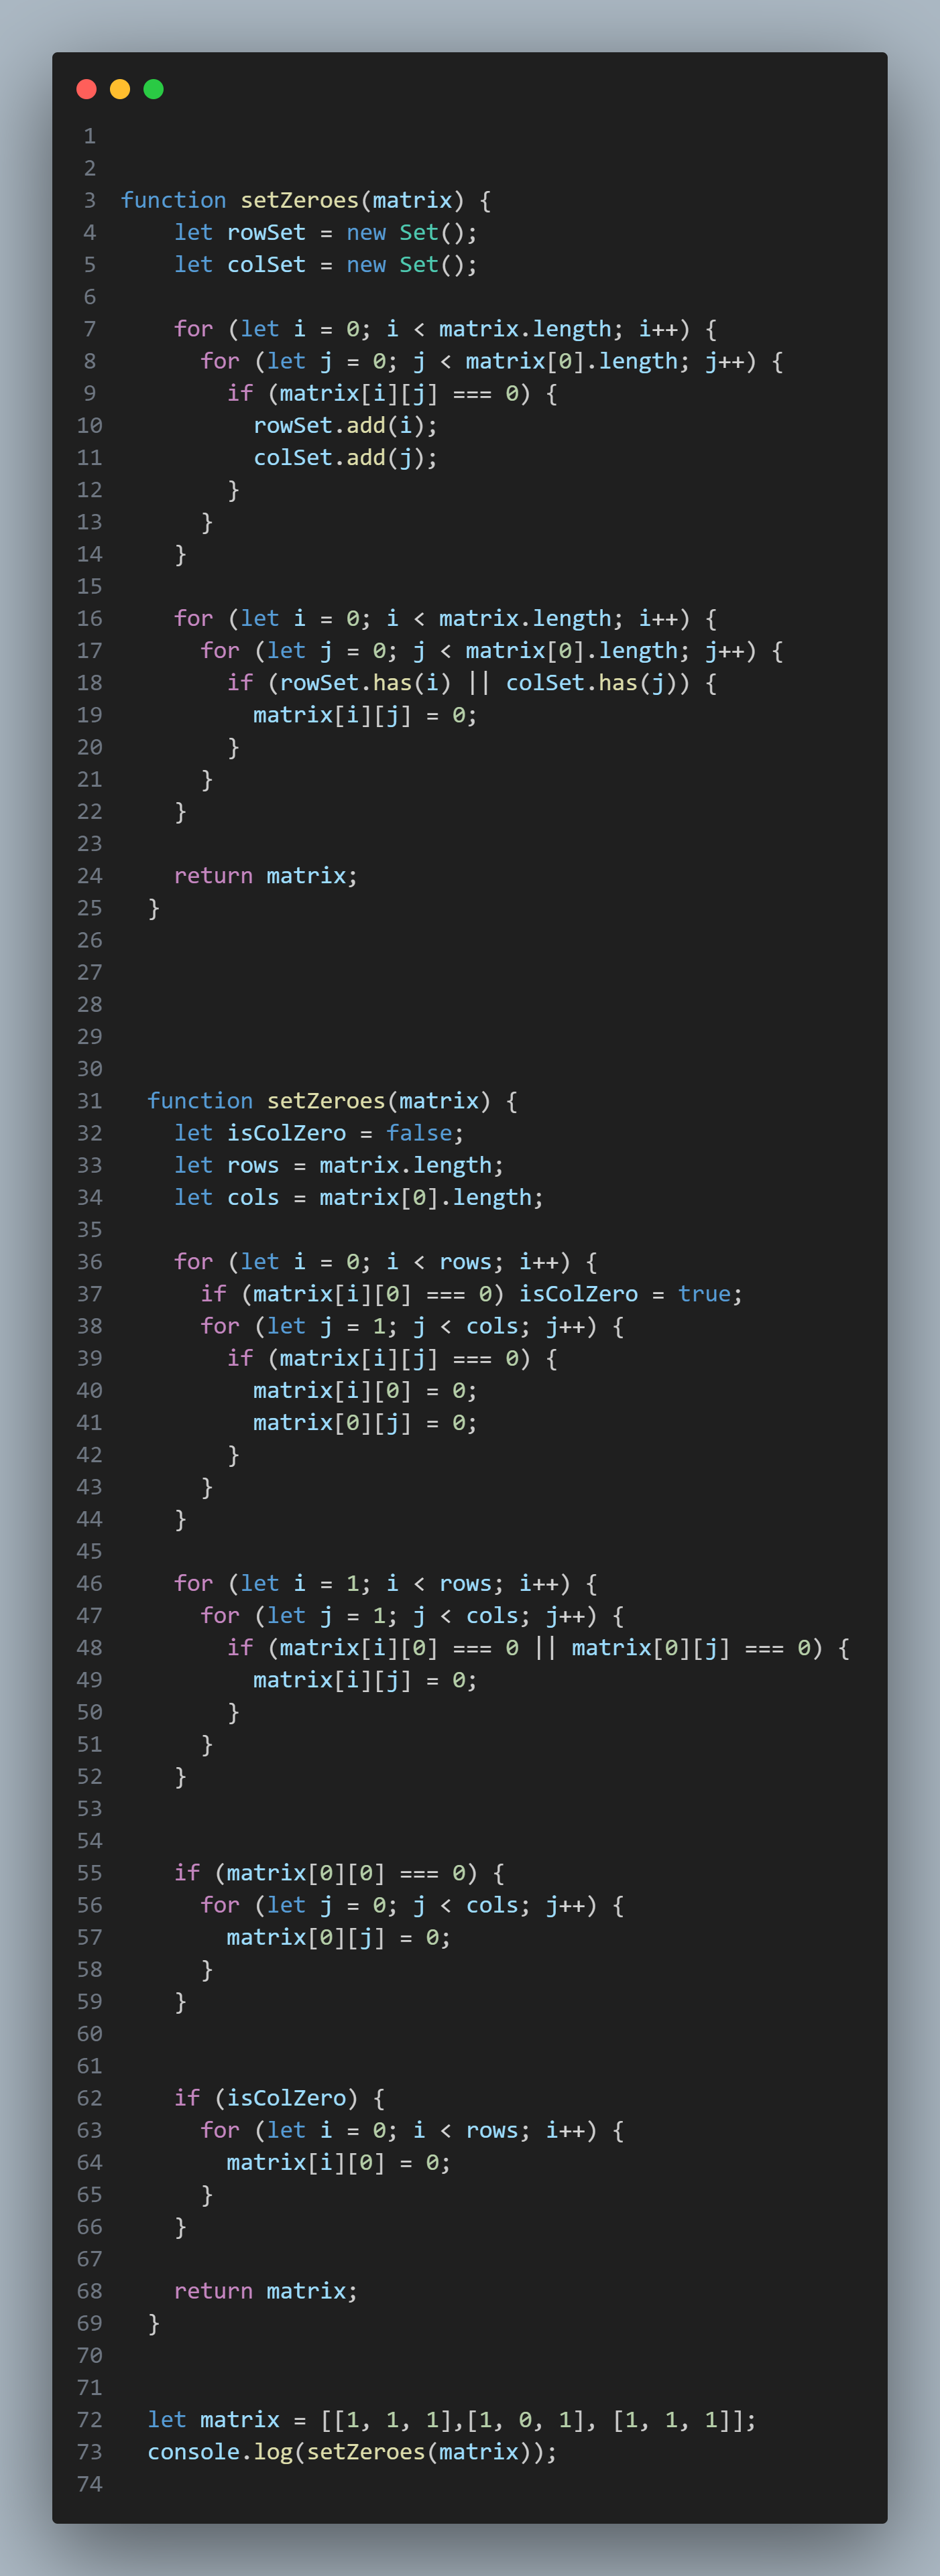 1
2
3 function setZeroes(matrix) {
4     let rowSet = new Set();
5     let colSet = new Set();
6
7     for (let i = 0; i < matrix.length; i++) {
8       for (let j = 0; j < matrix[0].length; j++) {
9         if (matrix[i][j] === 0) {
10           rowSet.add(i);
11           colSet.add(j);
12         }
13       }
14     }
15
16     for (let i = 0; i < matrix.length; i++) {
17       for (let j = 0; j < matrix[0].length; j++) {
18         if (rowSet.has(i) || colSet.has(j)) {
19           matrix[i][j] = 0;
20         }
21       }
22     }
23
24     return matrix;
25   }
26
27
28
29
30
31   function setZeroes(matrix) {
32     let isColZero = false;
33     let rows = matrix.length;
34     let cols = matrix[0].length;
35
36     for (let i = 0; i < rows; i++) {
37       if (matrix[i][0] === 0) isColZero = true;
38       for (let j = 1; j < cols; j++) {
39         if (matrix[i][j] === 0) {
40           matrix[i][0] = 0;
41           matrix[0][j] = 0;
42         }
43       }
44     }
45
46     for (let i = 1; i < rows; i++) {
47       for (let j = 1; j < cols; j++) {
48         if (matrix[i][0] === 0 || matrix[0][j] === 0) {
49           matrix[i][j] = 0;
50         }
51       }
52     }
53
54
55     if (matrix[0][0] === 0) {
56       for (let j = 0; j < cols; j++) {
57         matrix[0][j] = 0;
58       }
59     }
60
61
62     if (isColZero) {
63       for (let i = 0; i < rows; i++) {
64         matrix[i][0] = 0;
65       }
66     }
67
68     return matrix;
69   }
70
71
72   let matrix = [[1, 1, 1],[1, 0, 1], [1, 1, 1]];
73   console.log(setZeroes(matrix));
74